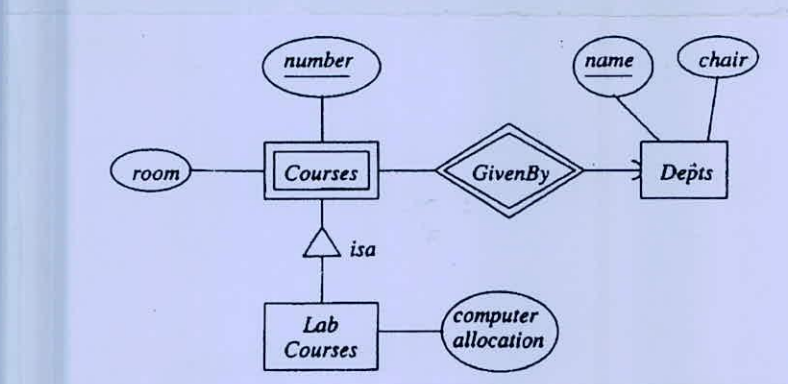 number
name
chair
room
Courses
GivenBy
Depts
isa
Lab
Courses
computer
allocation